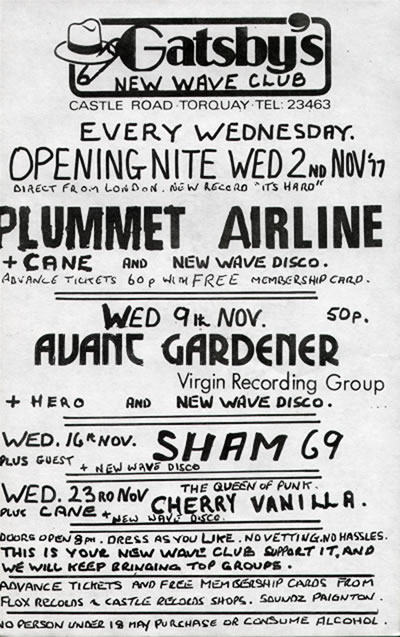 Gatsby's
NEW WAVE CLUB
CASTLE ROAD·TORQUAY·TEL: 23463
EVERY WEDNESDAY.
OPENING NITE WED 2ND NOV '77
DIRECT FROM LONDON. NEW RECORD "IT'S HARD"
PLUMMET AIRLINE
+ CANE AND NEW WAVE DISCO.
ADVANCE TICKETS 60p WITH FREE MEMBERSHIP CARD.
WED 9th NOV. 50p.
AVANT GARDENER
Virgin Recording Group
+ HERO AND NEW WAVE DISCO.
WED. 16th NOV. SHAM 69
PLUS GUEST + NEW WAVE DISCO
WED. 23RD NOV THE QUEEN OF PUNK.
PLUS CANE + NEW WAVE DISCO. CHERRY VANILLA.
DOORS OPEN 8pm. DRESS AS YOU LIKE. NO VETTING. NO HASSLES.
THIS IS YOUR NEW WAVE CLUB SUPPORT IT, AND
WE WILL KEEP BRINGING TOP GROUPS.
ADVANCE TICKETS AND FREE MEMBERSHIP CARDS FROM
FLOX RECORDS & CASTLE RECORDS SHOPS. SOUNDZ PAIGNTON.
NO PERSON UNDER 18 MAY PURCHASE OR CONSUME ALCOHOL.